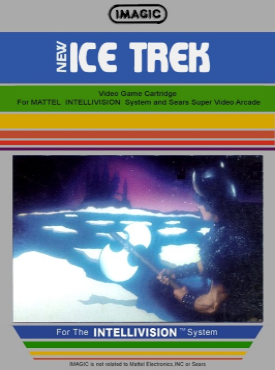 IMAGIC
NEW ICE TREK
Video Game Cartridge
For MATTEL INTELLIVISION System and Sears Super Video Arcade
For The INTELLIVISION™ System
IMAGIC is not related to Mattel Electronics,INC or Sears